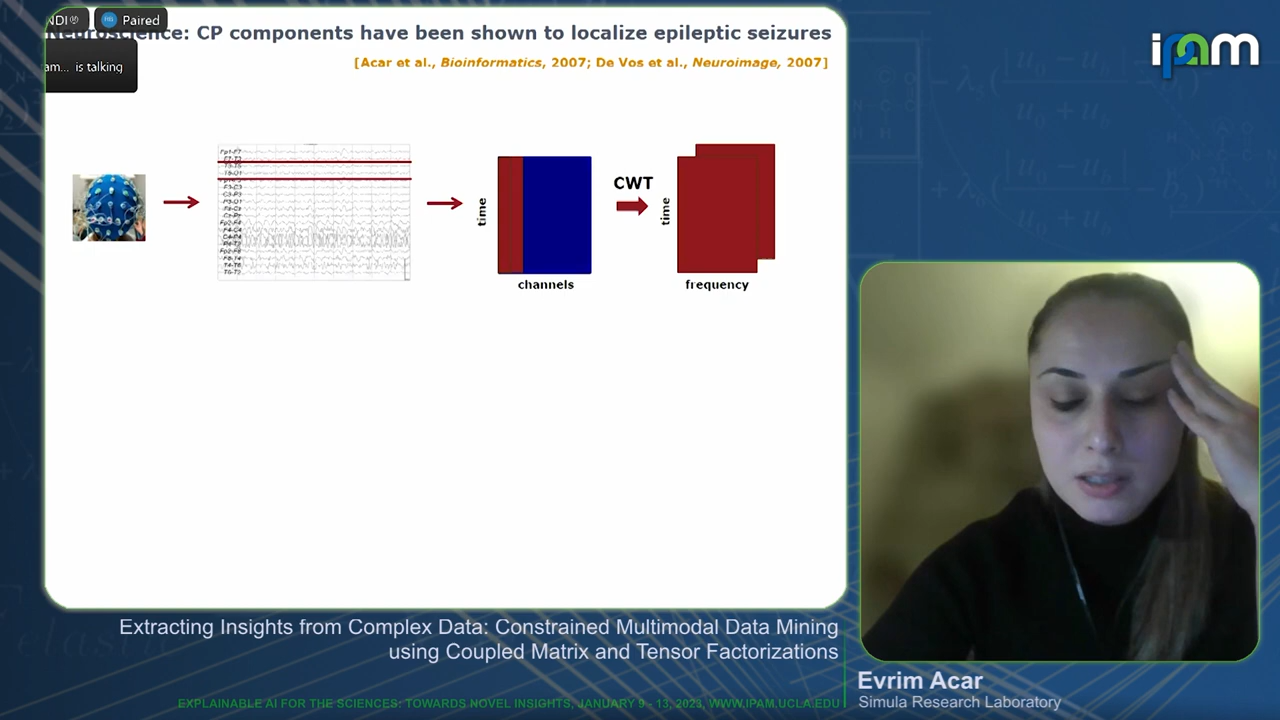 NDI®
Paired
Neuroscience: CP components have been shown to localize epileptic seizures
am... is talking
[Acar et al., Bioinformatics, 2007; De Vos et al., Neuroimage, 2007]
ipam
time
channels
CWT
time
frequency
Extracting Insights from Complex Data: Constrained Multimodal Data Mining
using Coupled Matrix and Tensor Factorizations
Evrim Acar
Simula Research Laboratory
EXPLAINABLE AI FOR THE SCIENCES: TOWARDS NOVEL INSIGHTS, JANUARY 9 - 13, 2023, WWW.IPAM.UCLA.EDU